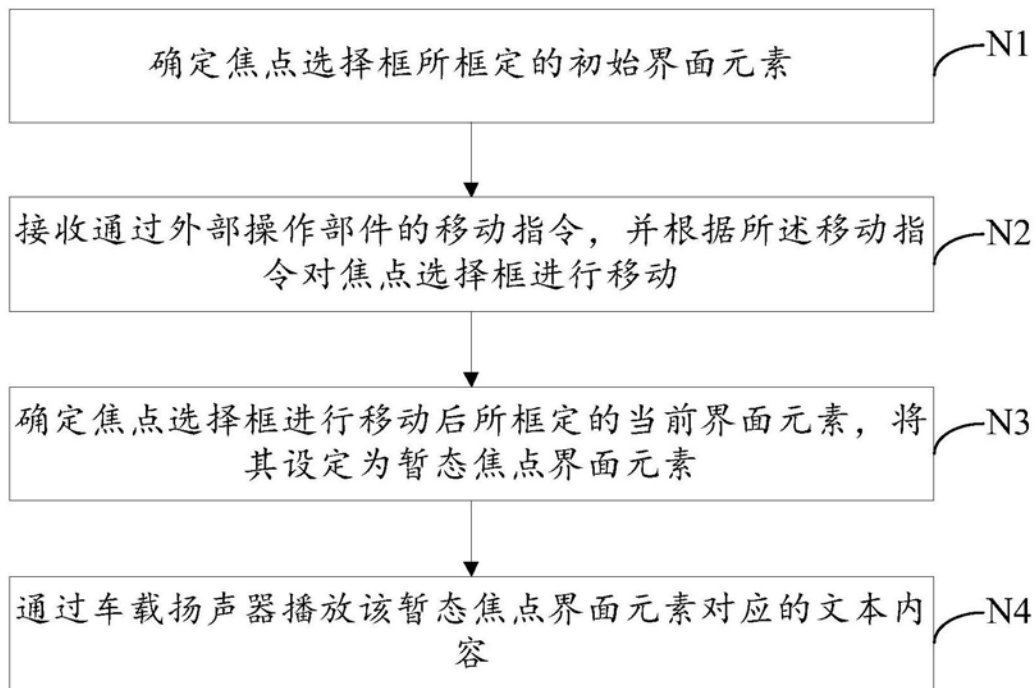 确定焦点选择框所框定的初始界面元素
N1
接收通过外部操作部件的移动指令，并根据所述移动指
令对焦点选择框进行移动
N2
确定焦点选择框进行移动后所框定的当前界面元素，将
其设定为暂态焦点界面元素
N3
通过车载扬声器播放该暂态焦点界面元素对应的文本内
容
N4